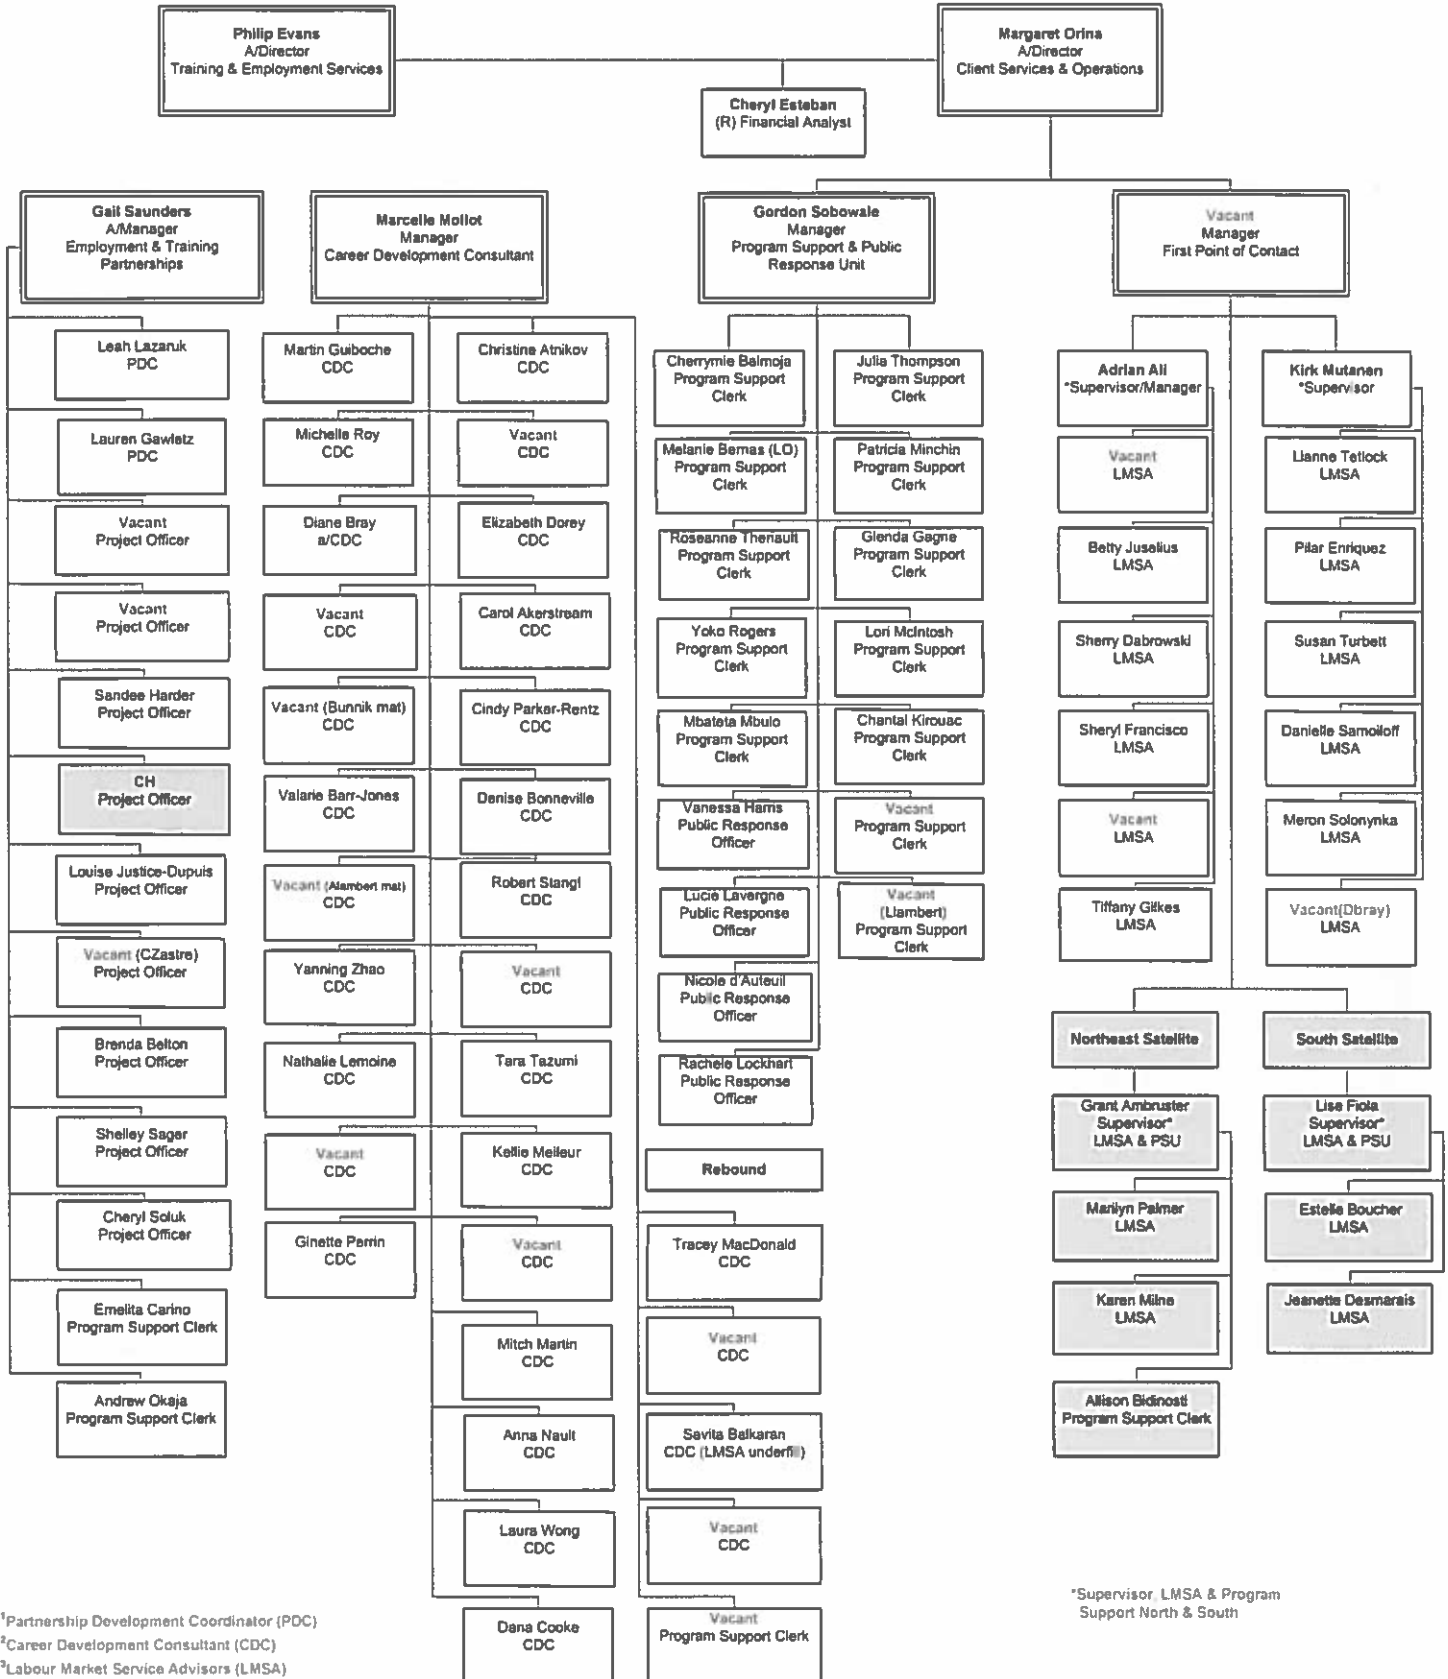 Philip Evans
A/Director
Training & Employment Services
Margaret Orina
A/Director
Client Services & Operations
Cheryl Esteban
(R) Financial Analyst
Gail Saunders
A/Manager
Employment & Training
Partnerships
Marcelle Mollot
Manager
Career Development Consultant
Gordon Sobowale
Manager
Program Support & Public
Response Unit
Vacant
Manager
First Point of Contact
Leah Lazaruk
PDC
Lauren Gawletz
PDC
Vacant
Project Officer
Vacant
Project Officer
Sandee Harder
Project Officer
CH
Project Officer
Louise Justice-Dupuis
Project Officer
Vacant (CZastre)
Project Officer
Brenda Belton
Project Officer
Shelley Sager
Project Officer
Cheryl Soluk
Project Officer
Emelita Carino
Program Support Clerk
Andrew Okaja
Program Support Clerk
Martin Guiboche
CDC
Christine Atnikov
CDC
Michelle Roy
CDC
Vacant
CDC
Diane Bray
a/CDC
Elizabeth Dorey
CDC
Vacant
CDC
Carol Akerstream
CDC
Vacant (Bunnik mat)
CDC
Cindy Parker-Rentz
CDC
Valarie Barr-Jones
CDC
Denise Bonneville
CDC
Vacant (Alambert mat)
CDC
Robert Stangl
CDC
Yanning Zhao
CDC
Vacant
CDC
Nathalie Lemoine
CDC
Tara Tazumi
CDC
Vacant
CDC
Kellie Meilleur
CDC
Ginette Perrin
CDC
Vacant
CDC
Mitch Martin
CDC
Anna Nault
CDC
Laura Wong
CDC
Dana Cooke
CDC
Cherrymie Balmoja
Program Support
Clerk
Julia Thompson
Program Support
Clerk
Melanie Bernas (LO)
Program Support
Clerk
Patricia Minchin
Program Support
Clerk
Roseanne Theriault
Program Support
Clerk
Glenda Gagne
Program Support
Clerk
Yoko Rogers
Program Support
Clerk
Lori McIntosh
Program Support
Clerk
Mbateta Mbulo
Program Support
Clerk
Chantal Kirouac
Program Support
Clerk
Vanessa Harris
Public Response
Officer
Vacant
Program Support
Clerk
Lucie Lavergne
Public Response
Officer
Vacant
(Llambert)
Program Support
Clerk
Nicole d'Auteuil
Public Response
Officer
Rachele Lockhart
Public Response
Officer
Rebound
Tracey MacDonald
CDC
Vacant
CDC
Savita Balkaran
CDC (LMSA underfill)
Vacant
CDC
Vacant
Program Support Clerk
Adrian Ali
*Supervisor/Manager
Kirk Mutanen
*Supervisor
Vacant
LMSA
Lianne Tetlock
LMSA
Betty Juselius
LMSA
Pilar Enriquez
LMSA
Sherry Dabrowski
LMSA
Susan Turbett
LMSA
Sheryl Francisco
LMSA
Danielle Samoiloff
LMSA
Vacant
LMSA
Meron Solonynka
LMSA
Tiffany Gilkes
LMSA
Vacant(Dbray)
LMSA
Northeast Satellite
South Satellite
Grant Ambruster
Supervisor*
LMSA & PSU
Lise Fiola
Supervisor*
LMSA & PSU
Marilyn Palmer
LMSA
Estelle Boucher
LMSA
Karen Milne
LMSA
Jeanette Desmarais
LMSA
Allison Bidinosti
Program Support Clerk
*Supervisor, LMSA & Program
Support North & South
¹Partnership Development Coordinator (PDC)
²Career Development Consultant (CDC)
³Labour Market Service Advisors (LMSA)